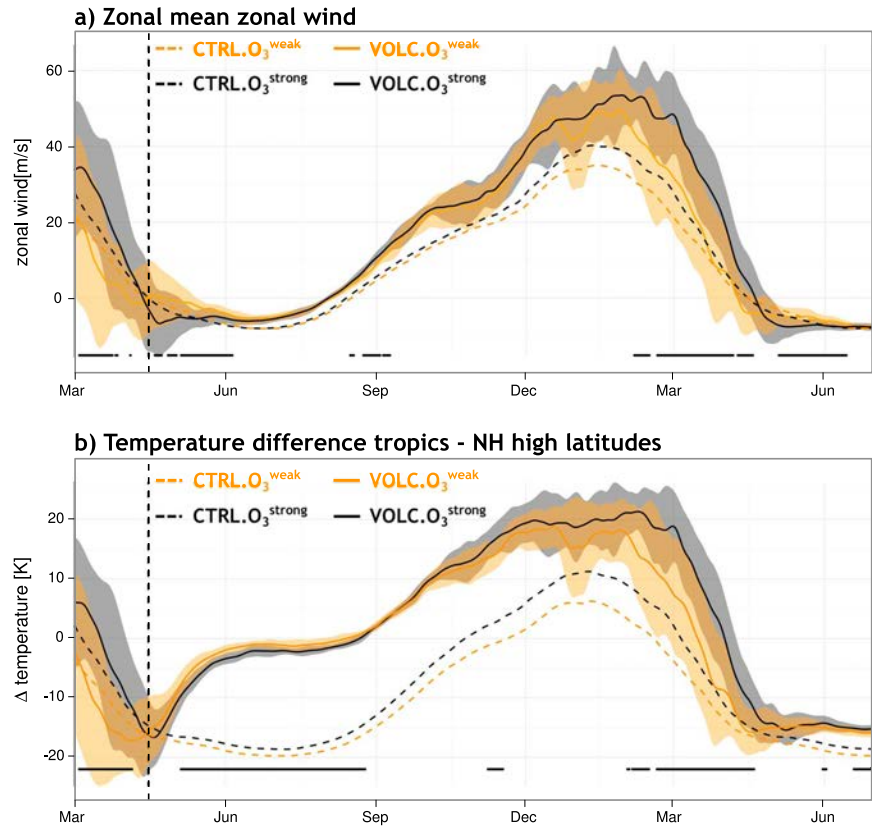 a) Zonal mean zonal wind
CTRL.O₃weak VOLC.O₃weak
CTRL.O₃strong VOLC.O₃strong
60
40
20
0
zonal wind[m/s]
Mar Jun Sep Dec Mar Jun
b) Temperature difference tropics - NH high latitudes
CTRL.O₃weak VOLC.O₃weak
CTRL.O₃strong VOLC.O₃strong
20
10
0
-10
-20
Δ temperature [K]
Mar Jun Sep Dec Mar Jun